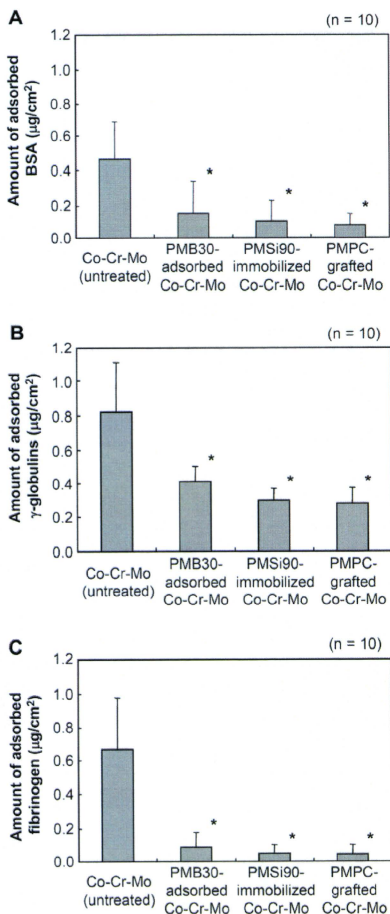 A
(n = 10)
Amount of adsorbed
BSA (μg/cm²)
1.2
1.0
0.8
0.6
0.4
0.2
0.0
Co-Cr-Mo
(untreated)
PMB30-
adsorbed
Co-Cr-Mo
PMSi90-
immobilized
Co-Cr-Mo
PMPC-
grafted
Co-Cr-Mo
*
*
*
B
(n = 10)
Amount of adsorbed
γ-globulins (μg/cm²)
1.2
1.0
0.8
0.6
0.4
0.2
0.0
Co-Cr-Mo
(untreated)
PMB30-
adsorbed
Co-Cr-Mo
PMSi90-
immobilized
Co-Cr-Mo
PMPC-
grafted
Co-Cr-Mo
*
*
*
C
(n = 10)
Amount of adsorbed
fibrinogen (μg/cm²)
1.2
1.0
0.8
0.6
0.4
0.2
0.0
Co-Cr-Mo
(untreated)
PMB30-
adsorbed
Co-Cr-Mo
PMSi90-
immobilized
Co-Cr-Mo
PMPC-
grafted
Co-Cr-Mo
*
*
*